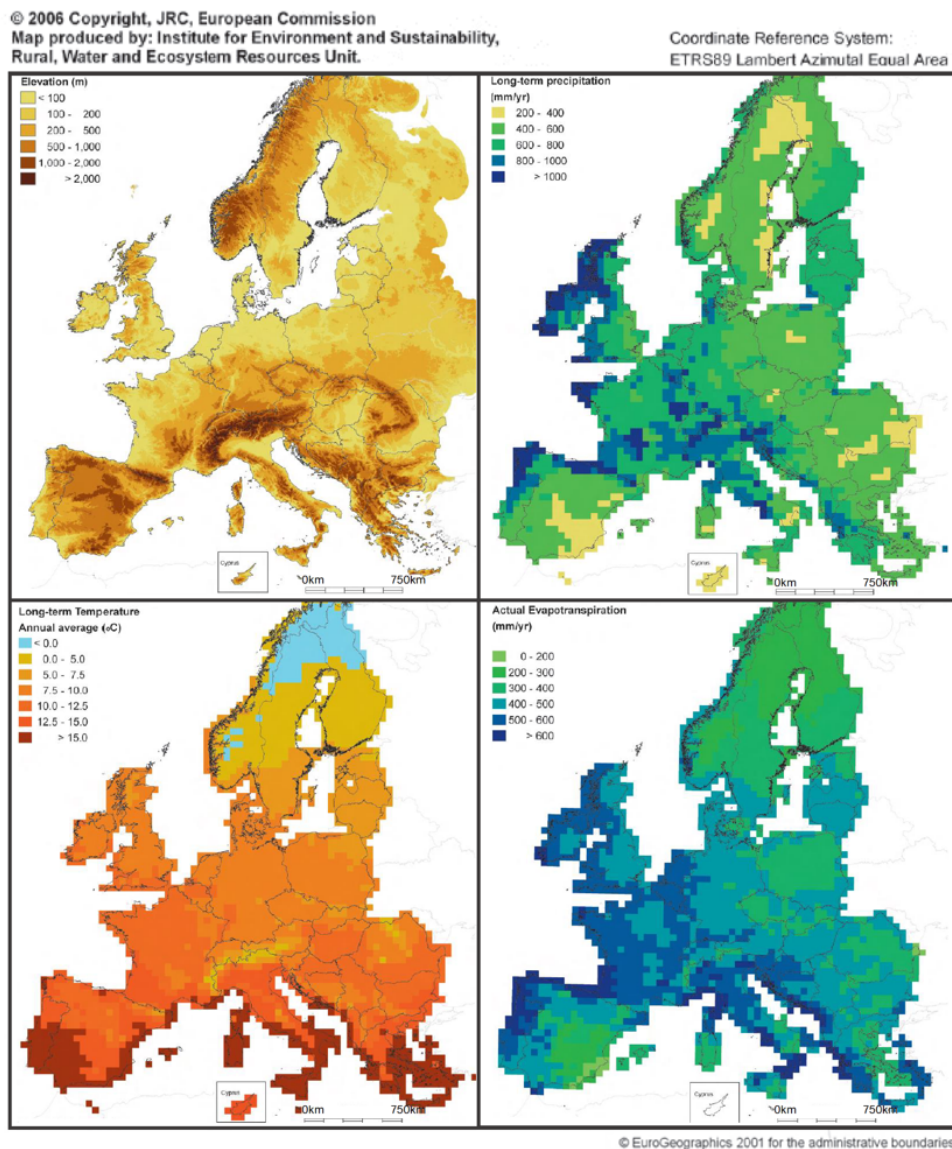 © 2006 Copyright, JRC, European Commission
Map produced by: Institute for Environment and Sustainability,
Rural, Water and Ecosystem Resources Unit.
Coordinate Reference System:
ETRS89 Lambert Azimutal Equal Area
Elevation (m)
< 100
100 - 200
200 - 500
500 - 1,000
1,000 - 2,000
> 2,000
Cyprus
0km 750km
Long-term precipitation
(mm/yr)
200 - 400
400 - 600
600 - 800
800 - 1000
> 1000
Cyprus
0km 750km
Long-term Temperature
Annual average (oC)
< 0.0
0.0 - 5.0
5.0 - 7.5
7.5 - 10.0
10.0 - 12.5
12.5 - 15.0
> 15.0
Cyprus
0km 750km
Actual Evapotranspiration
(mm/yr)
0 - 200
200 - 300
300 - 400
400 - 500
500 - 600
> 600
Cyprus
0km 750km
© EuroGeographics 2001 for the administrative boundaries